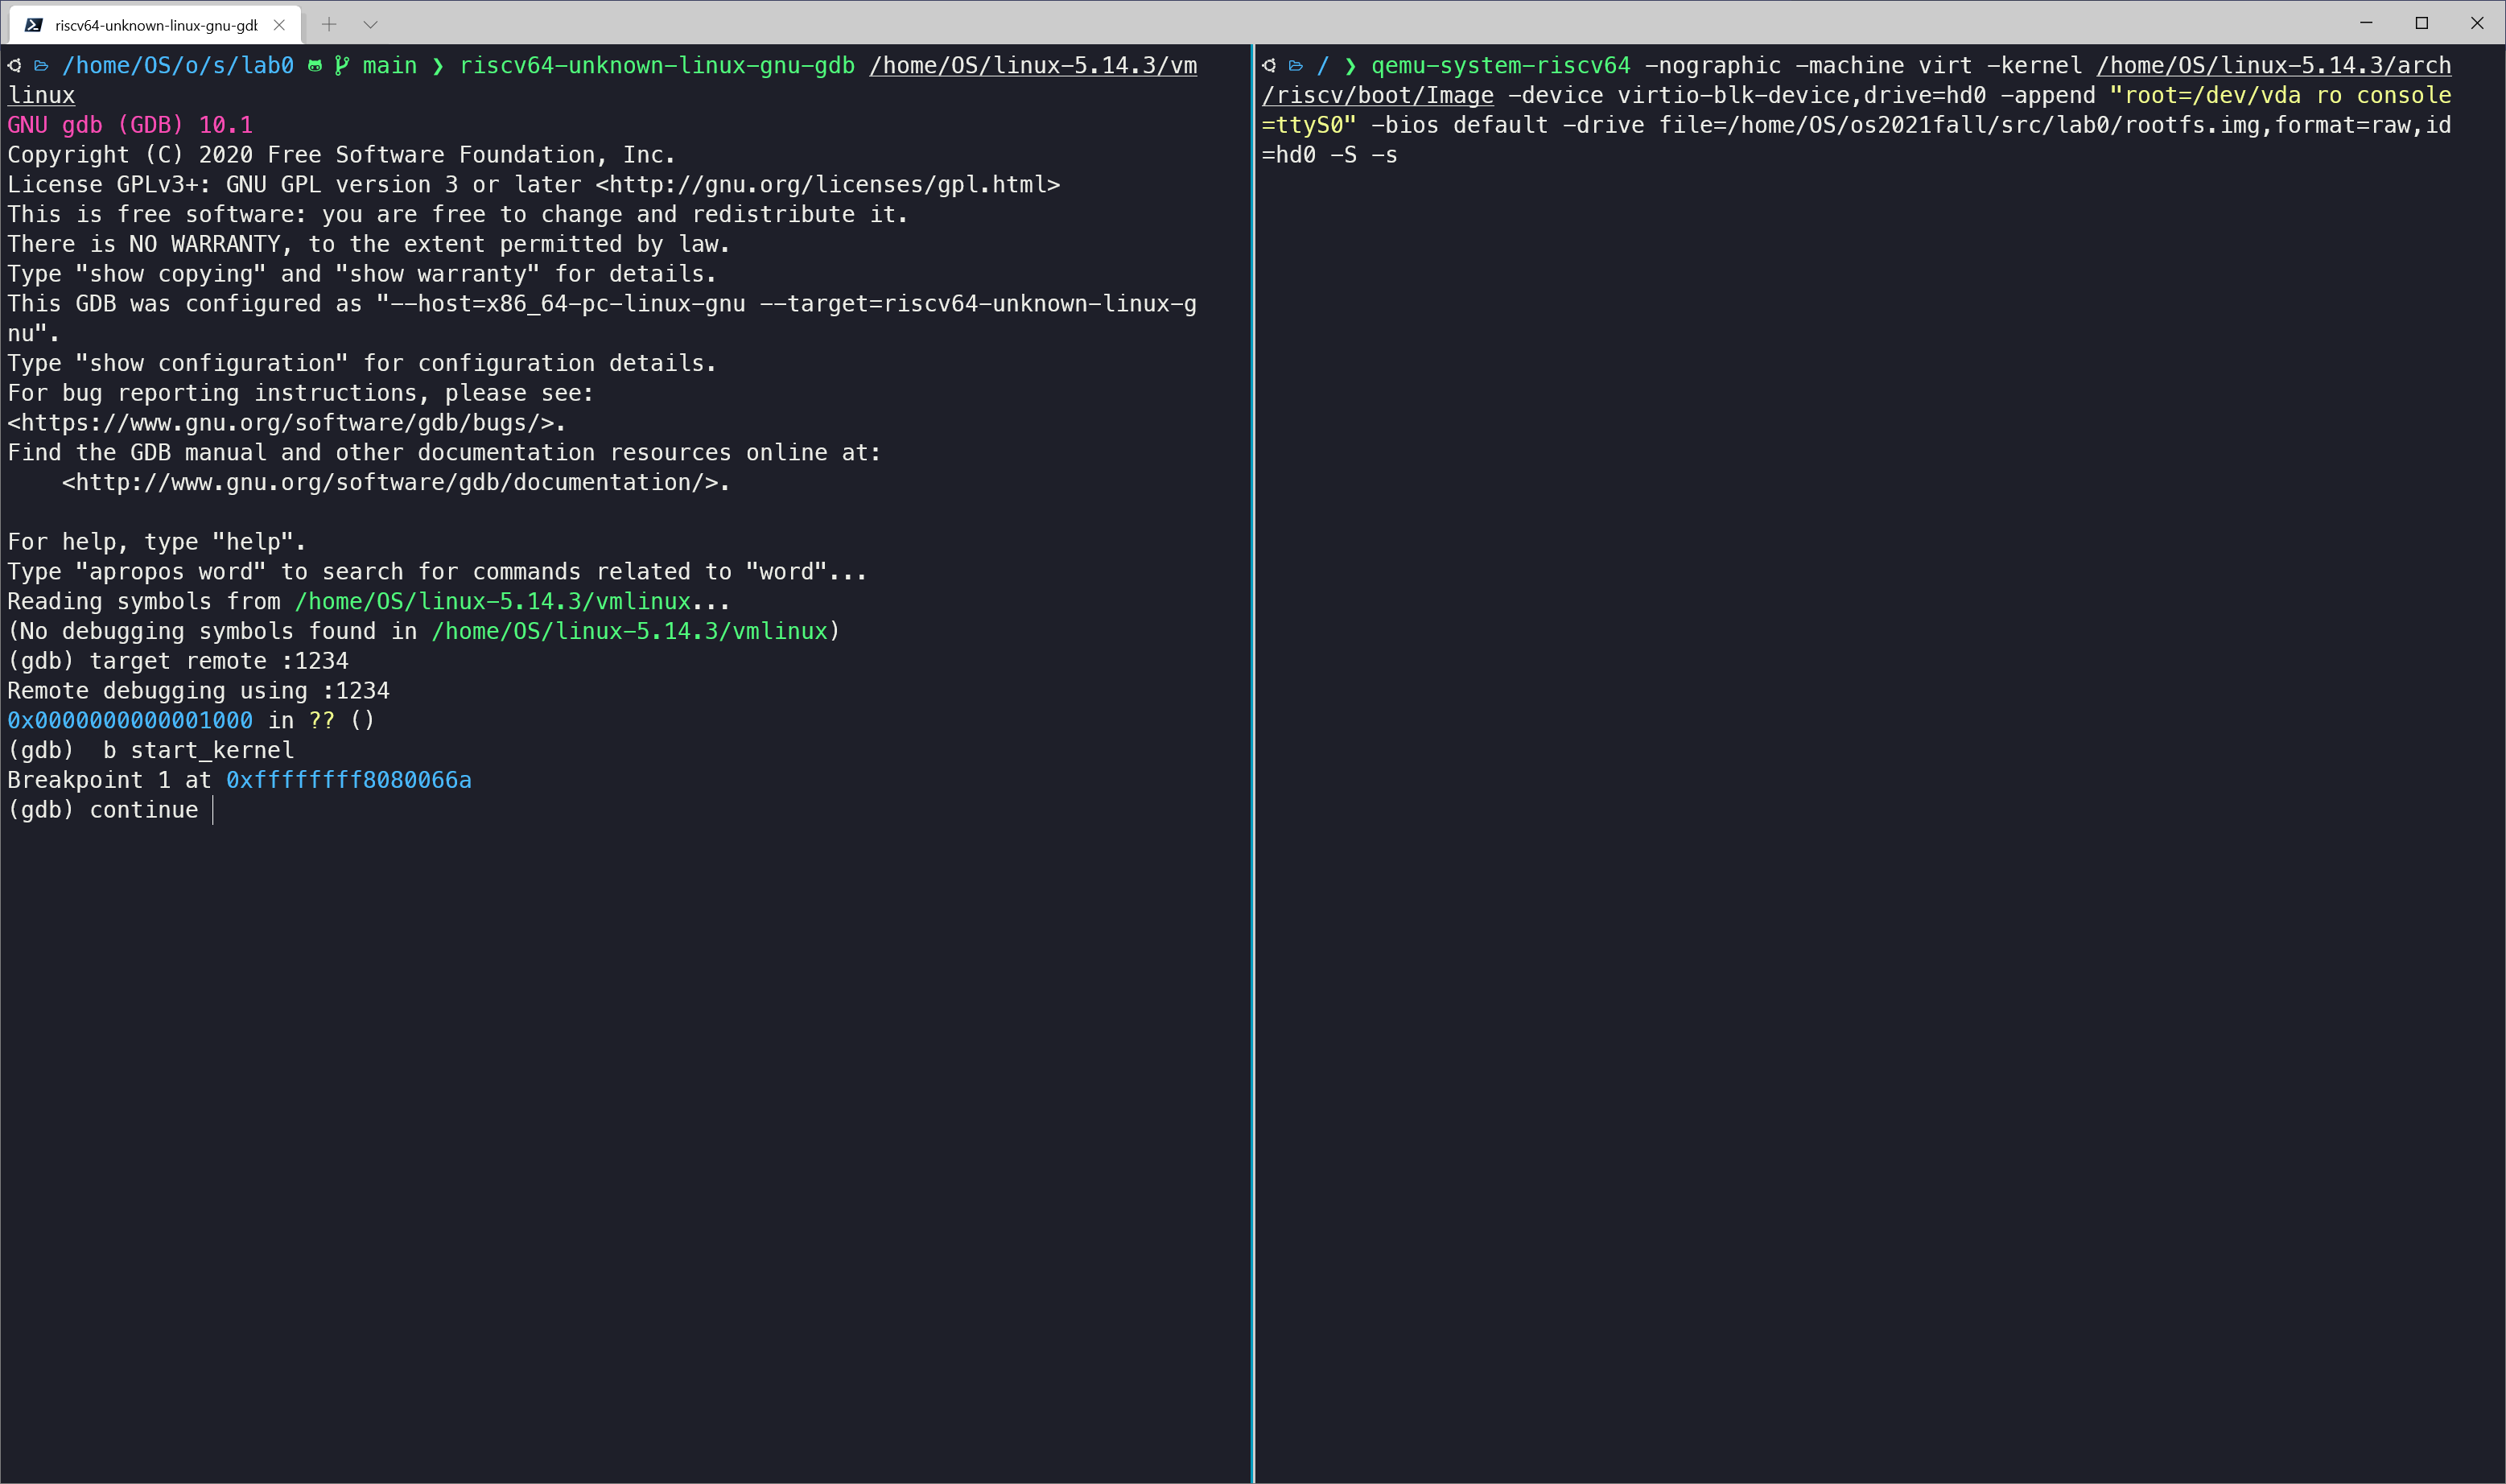 riscv64-unknown-linux-gnu-gdb
/home/OS/o/s/lab0 main ❯ riscv64-unknown-linux-gnu-gdb /home/OS/linux-5.14.3/vm
linux
GNU gdb (GDB) 10.1
Copyright (C) 2020 Free Software Foundation, Inc.
License GPLv3+: GNU GPL version 3 or later <http://gnu.org/licenses/gpl.html>
This is free software: you are free to change and redistribute it.
There is NO WARRANTY, to the extent permitted by law.
Type "show copying" and "show warranty" for details.
This GDB was configured as "--host=x86_64-pc-linux-gnu --target=riscv64-unknown-linux-g
nu".
Type "show configuration" for configuration details.
For bug reporting instructions, please see:
<https://www.gnu.org/software/gdb/bugs/>.
Find the GDB manual and other documentation resources online at:
    <http://www.gnu.org/software/gdb/documentation/>.

For help, type "help".
Type "apropos word" to search for commands related to "word"...
Reading symbols from /home/OS/linux-5.14.3/vmlinux...
(No debugging symbols found in /home/OS/linux-5.14.3/vmlinux)
(gdb) target remote :1234
Remote debugging using :1234
0x0000000000001000 in ?? ()
(gdb)  b start_kernel
Breakpoint 1 at 0xffffffff8080066a
(gdb) continue
/ ❯ qemu-system-riscv64 -nographic -machine virt -kernel /home/OS/linux-5.14.3/arch
/riscv/boot/Image -device virtio-blk-device,drive=hd0 -append "root=/dev/vda ro console
=ttyS0" -bios default -drive file=/home/OS/os2021fall/src/lab0/rootfs.img,format=raw,id
=hd0 -S -s